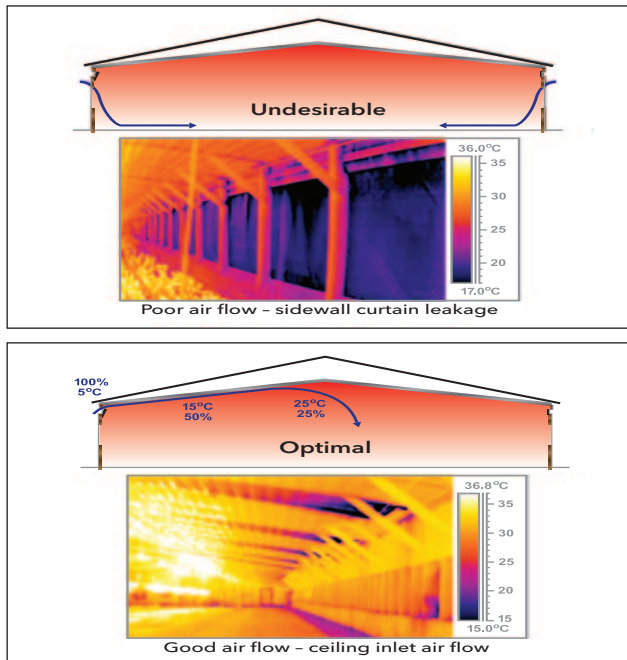 Undesirable
36.0°C
35
30
25
20
17.0°C
Poor air flow – sidewall curtain leakage
100%
5°C
15°C
50%
25°C
25%
Optimal
36.8°C
35
30
25
20
15
15.0°C
Good air flow – ceiling inlet air flow